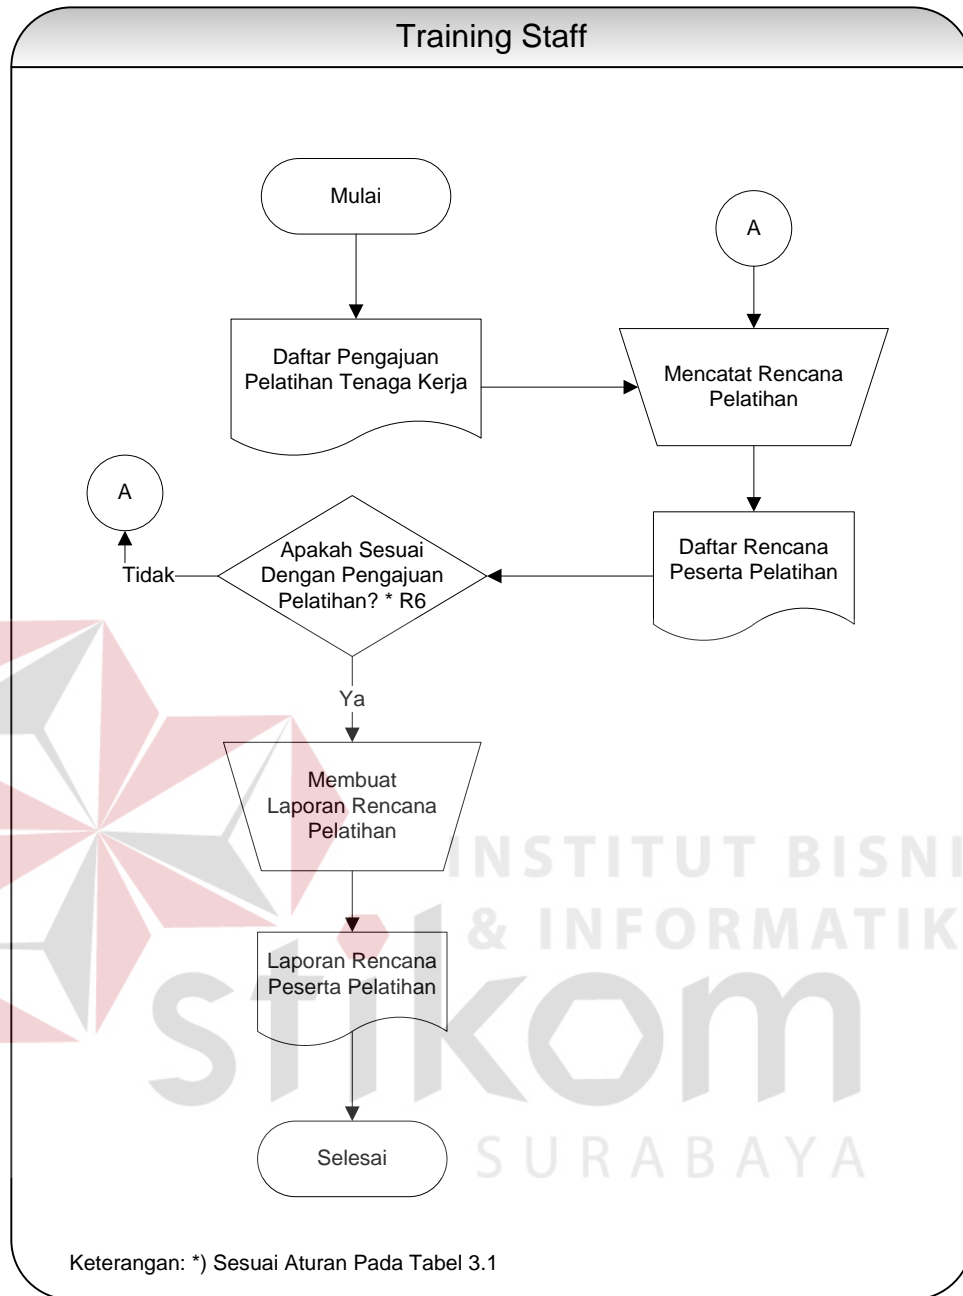 Training Staff
Mulai
A
Daftar Pengajuan
Pelatihan Tenaga Kerja
Mencatat Rencana
Pelatihan
A
Apakah Sesuai
Dengan Pengajuan
Pelatihan? * R6
Daftar Rencana
Peserta Pelatihan
Tidak
Ya
Membuat
Laporan Rencana
Pelatihan
INSTITUT BISNI
& INFORMATIK
Laporan Rencana
Peserta Pelatihan
stikom
SURABAYA
Selesai
Keterangan: *) Sesuai Aturan Pada Tabel 3.1